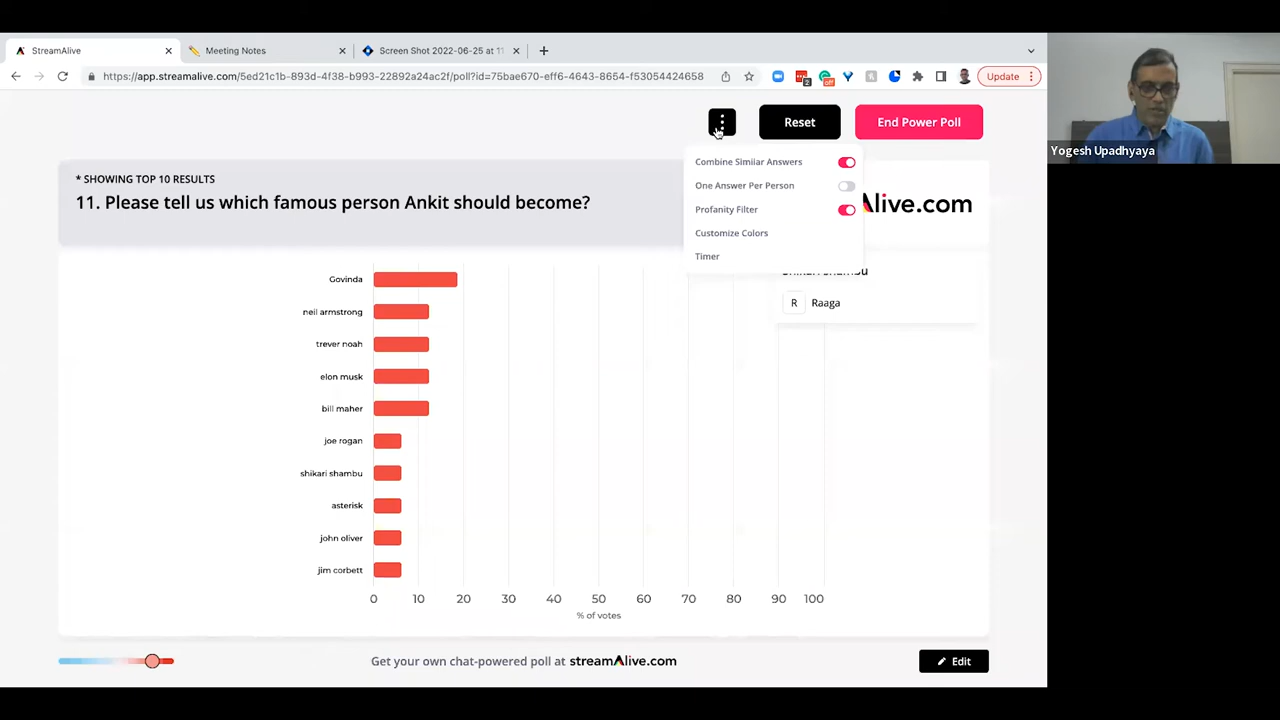 StreamAlive
Meeting Notes
Screen Shot 2022-06-25 at 11
https://app.streamalive.com/5ed21c1f-893d-4f38-b993-22892a24ac2f/poll?id=75bae670-eff6-4643-8654-f53054424658
2
off
Update
Reset
End Power Poll
Yogesh Upadhyaya
Combine Similar Answers
One Answer Per Person
Profanity Filter
Customize Colors
Timer
* SHOWING TOP 10 RESULTS
11. Please tell us which famous person Ankit should become?
Alive.com
R Raaga
Govinda
neil armstrong
trever noah
elon musk
bill maher
joe rogan
shikari shambu
asterisk
john oliver
jim corbett
0 10 20 30 40 50 60 70 80 90 100
% of votes
Get your own chat-powered poll at streamAlive.com
Edit